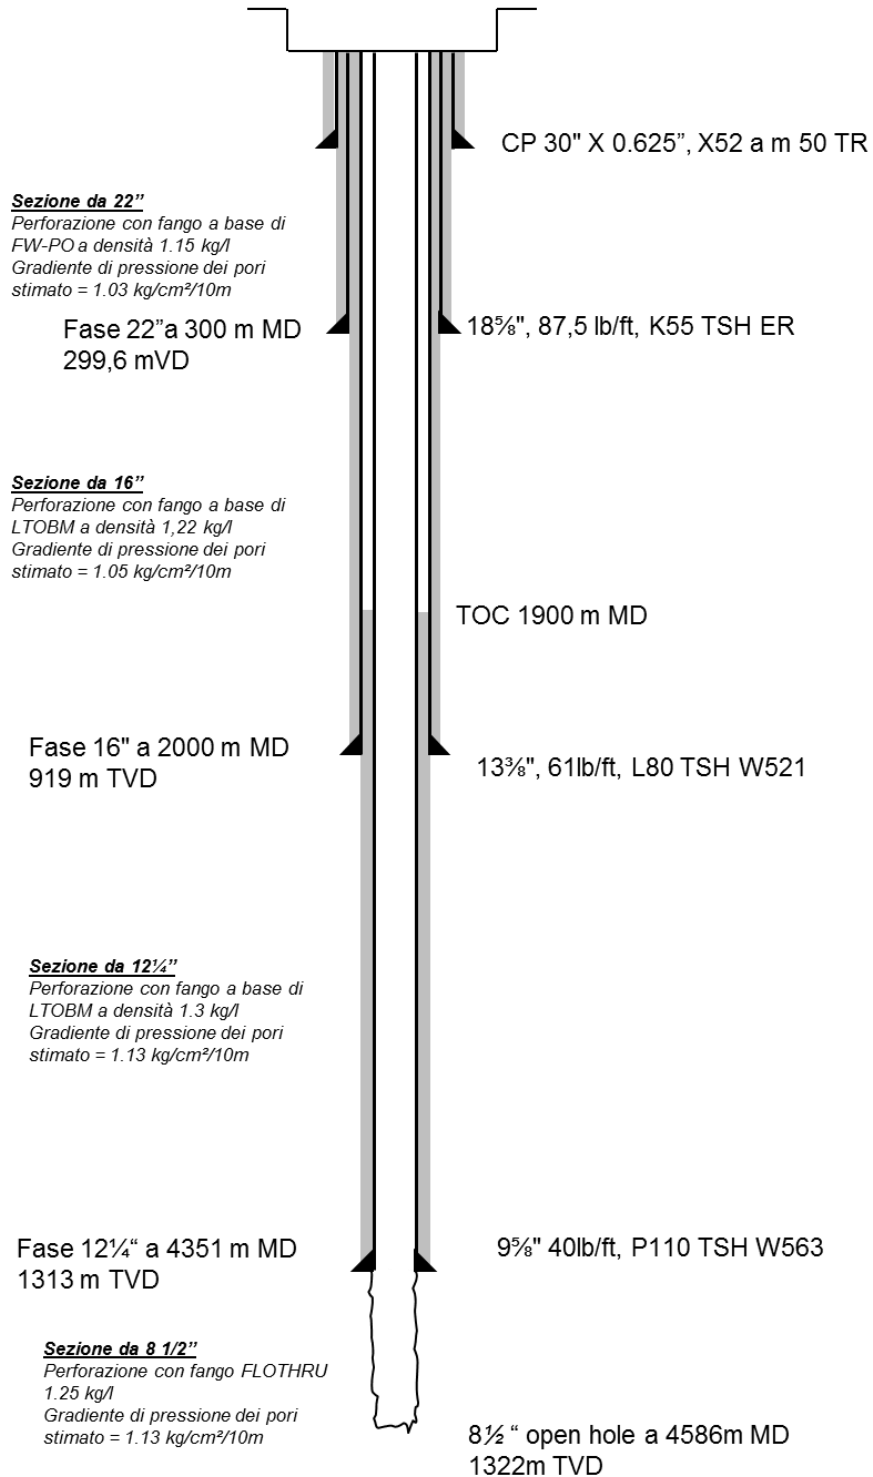 CP 30" X 0.625”, X52 a m 50 TR
Sezione da 22”
Perforazione con fango a base di
FW-PO a densità 1.15 kg/l
Gradiente di pressione dei pori
stimato = 1.03 kg/cm²/10m
Fase 22”a 300 m MD
299,6 mVD
18⅝", 87,5 lb/ft, K55 TSH ER
Sezione da 16”
Perforazione con fango a base di
LTOBM a densità 1,22 kg/l
Gradiente di pressione dei pori
stimato = 1.05 kg/cm²/10m
TOC 1900 m MD
Fase 16" a 2000 m MD
919 m TVD
13⅜", 61lb/ft, L80 TSH W521
Sezione da 12¼”
Perforazione con fango a base di
LTOBM a densità 1.3 kg/l
Gradiente di pressione dei pori
stimato = 1.13 kg/cm²/10m
Fase 12¼“ a 4351 m MD
1313 m TVD
9⅝" 40lb/ft, P110 TSH W563
Sezione da 8 1/2”
Perforazione con fango FLOTHRU
1.25 kg/l
Gradiente di pressione dei pori
stimato = 1.13 kg/cm²/10m
8½ “ open hole a 4586m MD
1322m TVD